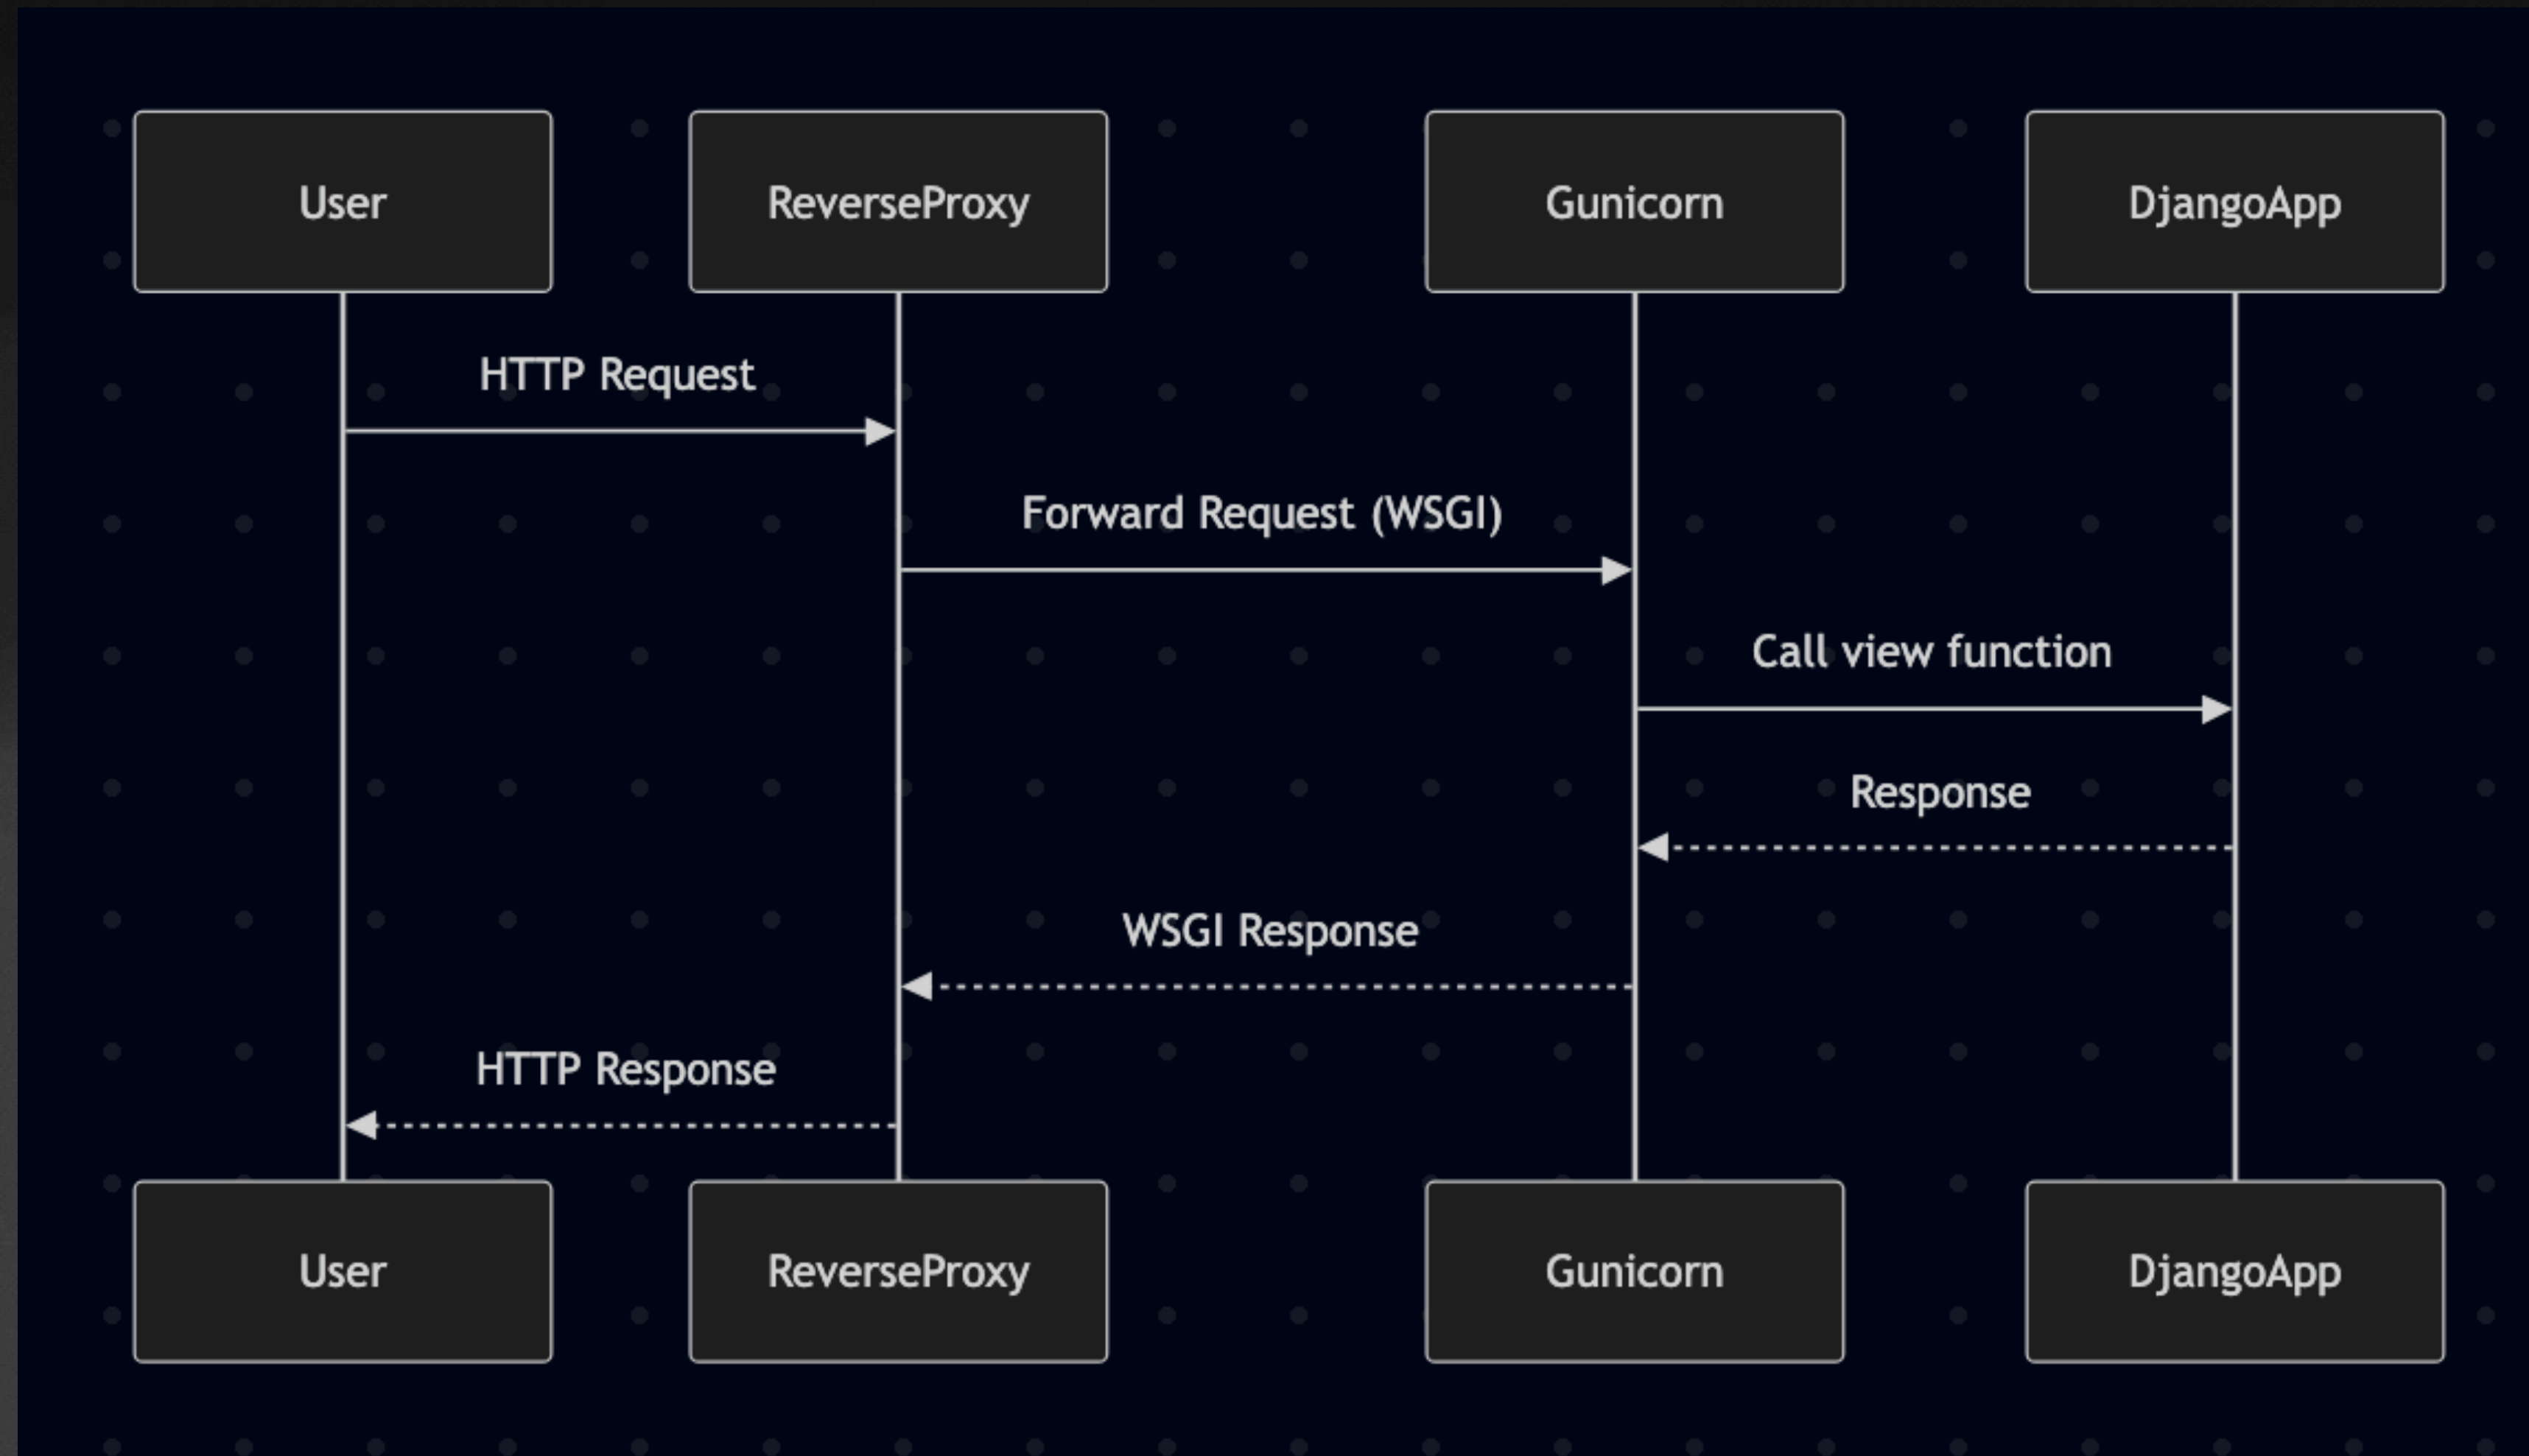 User
ReverseProxy
Gunicorn
DjangoApp
HTTP Request
Forward Request (WSGI)
Call view function
Response
WSGI Response
HTTP Response
User
ReverseProxy
Gunicorn
DjangoApp